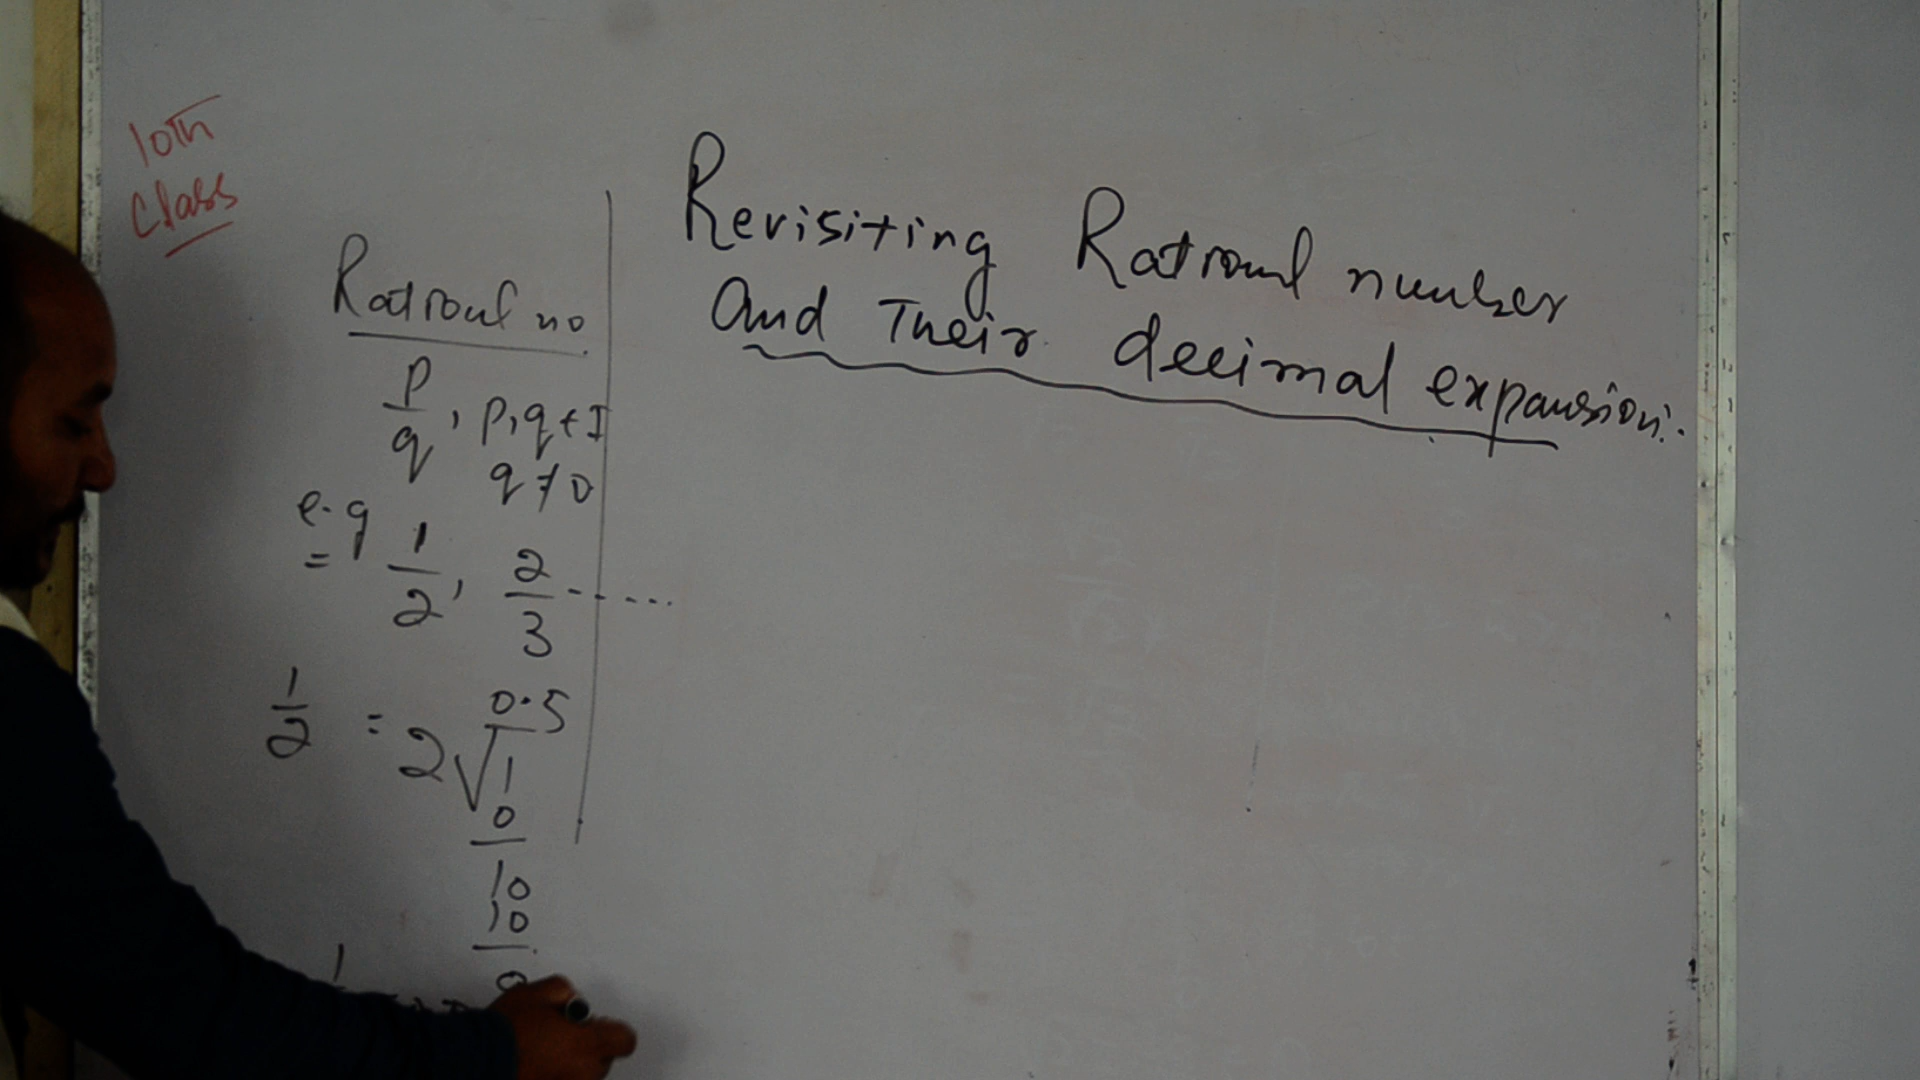 10Th
Class
Revisiting Rational number
And Their decimal expansion:-
Rational no
p/q, p,q ∈ I
q ≠ 0
e.g 1/2, 2/3 ......
1/2 = 2√1
0.5
0
10
10
0
1